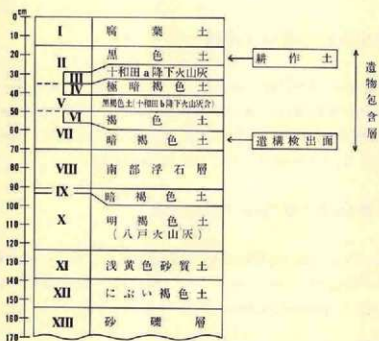 cm
0
10
20
30
40
50
60
70
80
90
100
110
120
130
140
150
160
170
I 腐葉土
II 黒色土
III 十和田a降下火山灰
IV 極暗褐色土
V 黒褐色土(十和田b降下火山灰含)
VI 褐色土
VII 暗褐色土
VIII 南部浮石層
IX 暗褐色土
X 明褐色土
(八戸火山灰)
XI 浅黄色砂質土
XII にぶい褐色土
XIII 砂礫層
耕作土
遺構検出面
遺物包含層